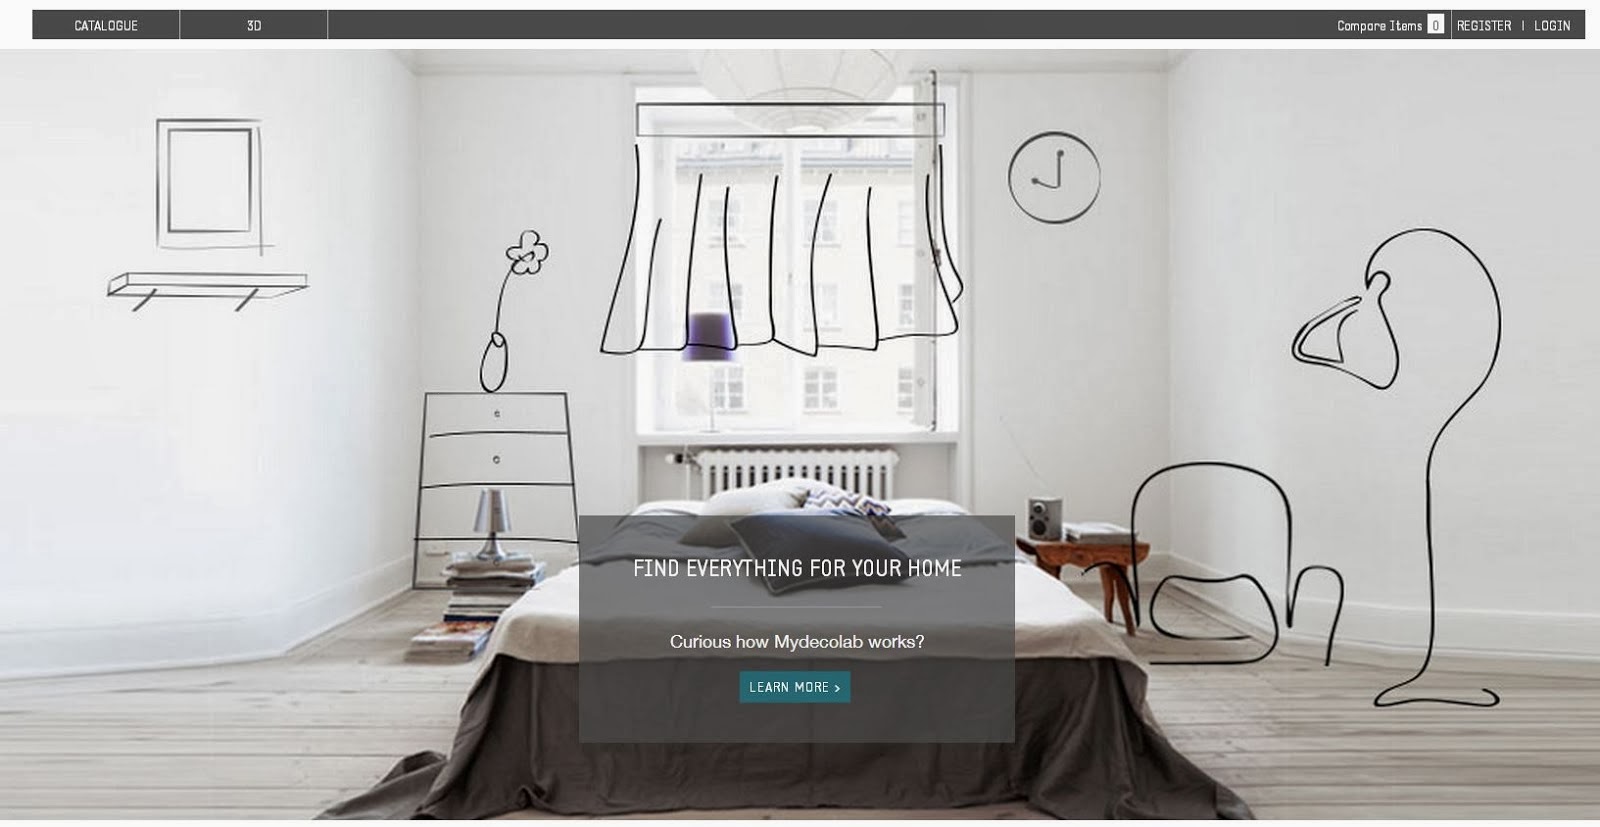 CATALOGUE
3D
Compare Items 0
REGISTER | LOGIN
FIND EVERYTHING FOR YOUR HOME
Curious how Mydecolab works?
LEARN MORE >